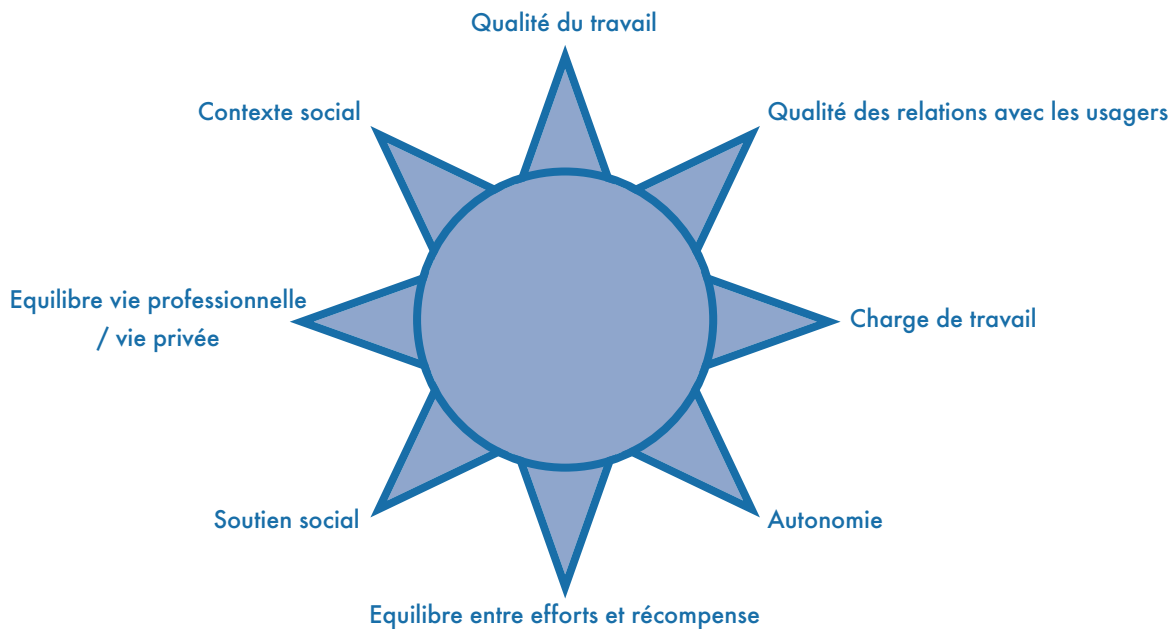 Qualité du travail
Contexte social
Qualité des relations avec les usagers
Equilibre vie professionnelle
/ vie privée
Charge de travail
Soutien social
Autonomie
Equilibre entre efforts et récompense